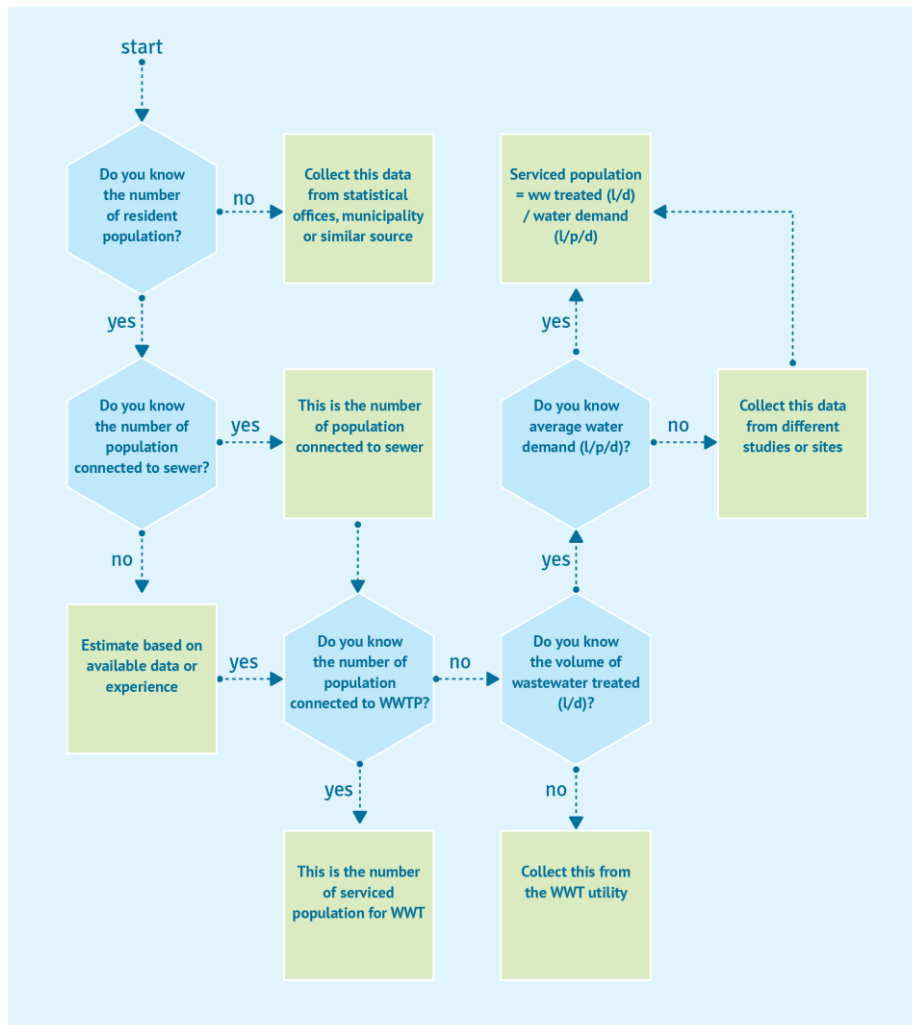 start
Do you know
the number
of resident
population?
no
Collect this data
from statistical
offices, municipality
or similar source
Serviced population
= ww treated (l/d)
/ water demand
(l/p/d)
yes
yes
Do you know
the number of
population
connected to sewer?
yes
This is the number
of population
connected to sewer
Do you know
average water
demand (l/p/d)?
no
Collect this data
from different
studies or sites
no
yes
Estimate based on
available data or
experience
yes
Do you know
the number of
population
connected to WWTP?
no
Do you know
the volume of
wastewater treated
(l/d)?
yes
no
This is the number
of serviced
population for WWT
Collect this from
the WWT utility